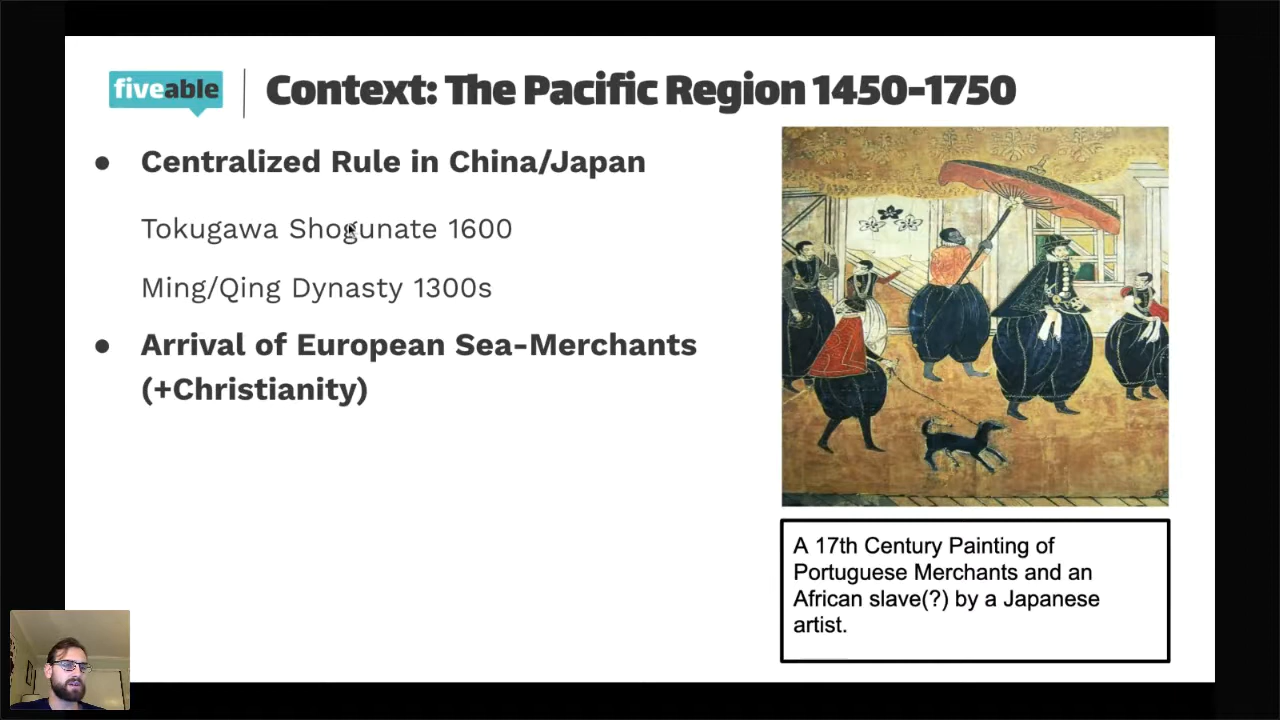 fiveable
Context: The Pacific Region 1450-1750
● Centralized Rule in China/Japan
Tokugawa Shogunate 1600
Ming/Qing Dynasty 1300s
● Arrival of European Sea-Merchants
(+Christianity)
A 17th Century Painting of
Portuguese Merchants and an
African slave(?) by a Japanese
artist.